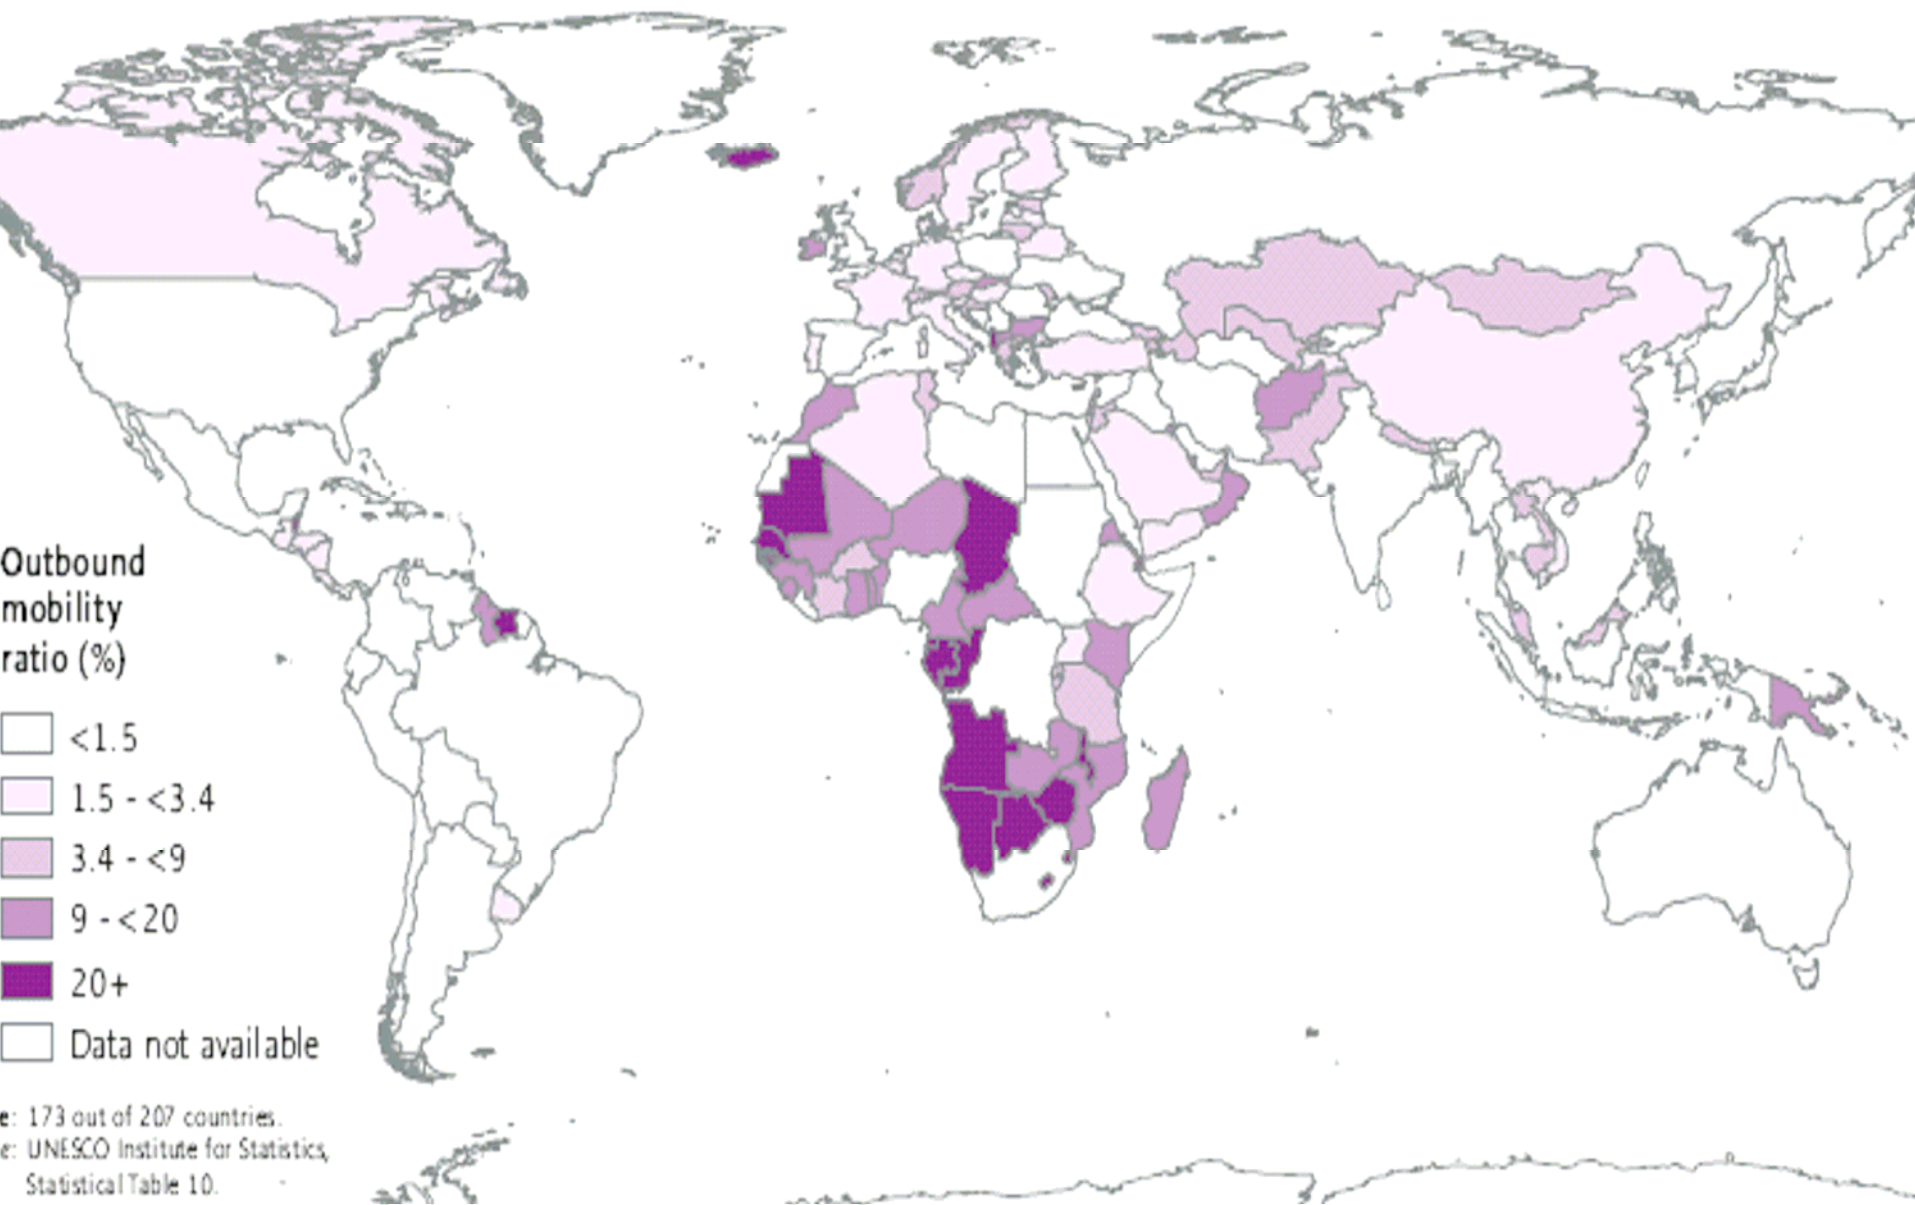 Outbound
mobility
ratio (%)
<1.5
1.5 - <3.4
3.4 - <9
9 - <20
20+
Data not available
e: 173 out of 207 countries.
e: UNESCO Institute for Statistics,
Statistical Table 10.